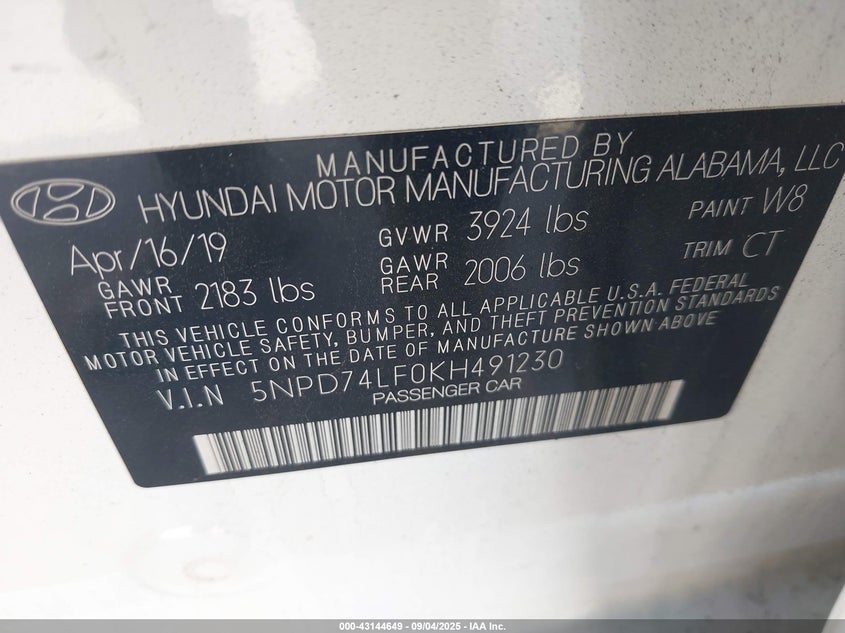 MANUFACTURED BY
HYUNDAI MOTOR MANUFACTURING ALABAMA, LLC
Apr/16/19 GVWR 3924 lbs PAINT W8
GAWR FRONT 2183 lbs GAWR REAR 2006 lbs TRIM CT
THIS VEHICLE CONFORMS TO ALL APPLICABLE U.S.A. FEDERAL
MOTOR VEHICLE SAFETY, BUMPER, AND THEFT PREVENTION STANDARDS
IN EFFECT ON THE DATE OF MANUFACTURE SHOWN ABOVE
V.I.N 5NPD74LF0KH491230
PASSENGER CAR
000-43144649 - 09/04/2025 - IAA Inc.